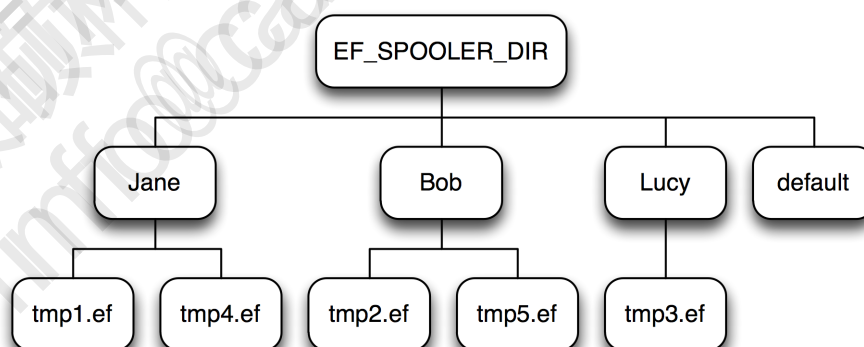 EF_SPOOLER_DIR
Jane
Bob
Lucy
default
tmp1.ef
tmp4.ef
tmp2.ef
tmp5.ef
tmp3.ef